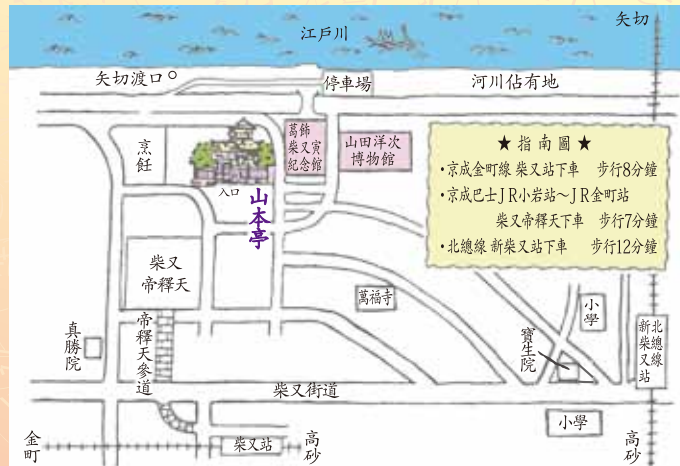 江戶川
矢切
矢切渡口
停車場
河川佔有地
烹飪
葛飾
柴又寅
紀念館
山田洋次
博物館
入口
山本亭
★ 指南圖 ★
・京成金町線 柴又站下車 步行8分鐘
・京成巴士JR小岩站～JR金町站
柴又帝釋天下車 步行7分鐘
・北總線 新柴又站下車 步行12分鐘
柴又
帝釋天
萬福寺
小學
北總線
新柴又站
寶生院
真勝院
帝釋天參道
柴又街道
小學
金町
柴又站
高砂
高砂